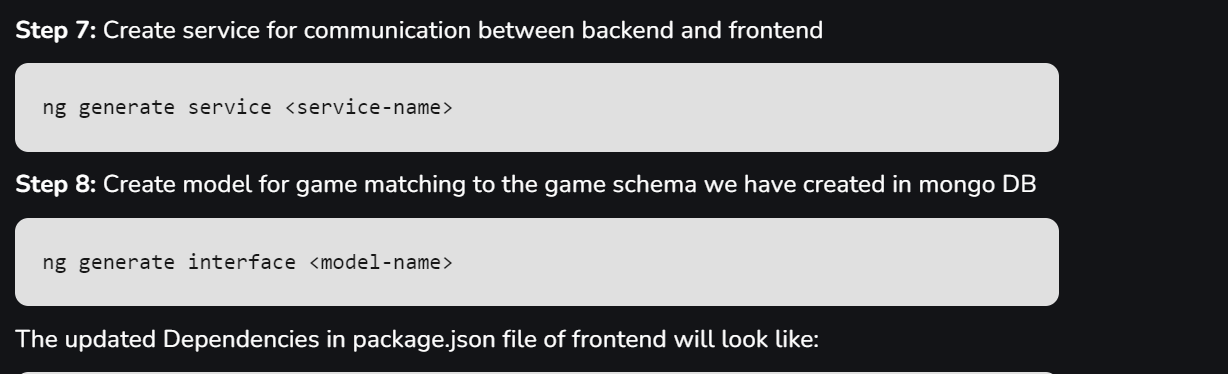 Step 7: Create service for communication between backend and frontend
ng generate service <service-name>
Step 8: Create model for game matching to the game schema we have created in mongo DB
ng generate interface <model-name>
The updated Dependencies in package.json file of frontend will look like: